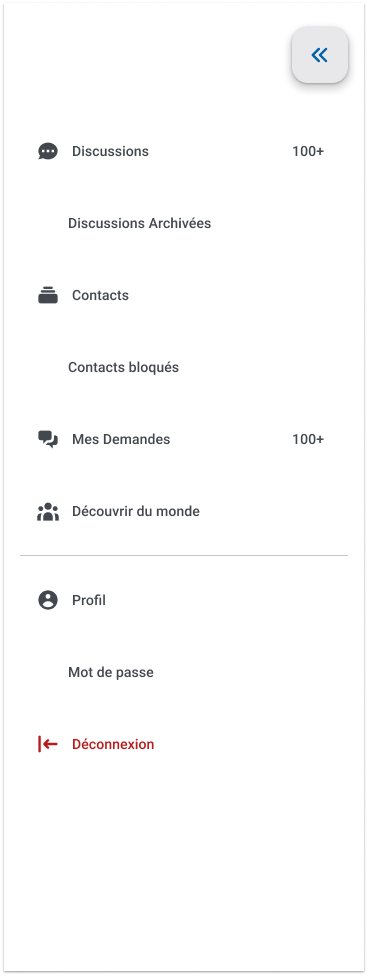 Discussions 100+
Discussions Archivées
Contacts
Contacts bloqués
Mes Demandes 100+
Découvrir du monde
Profil
Mot de passe
Déconnexion